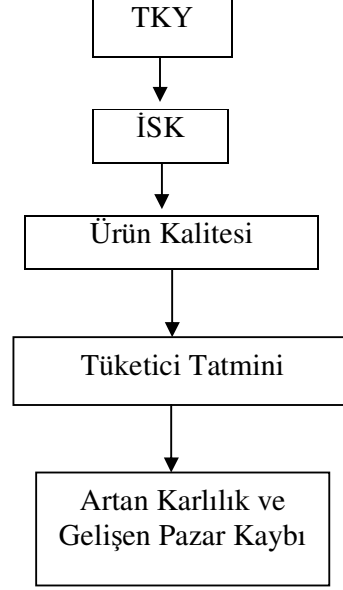 TKY
İSK
Ürün Kalitesi
Tüketici Tatmini
Artan Karlılık ve
Gelişen Pazar Kaybı